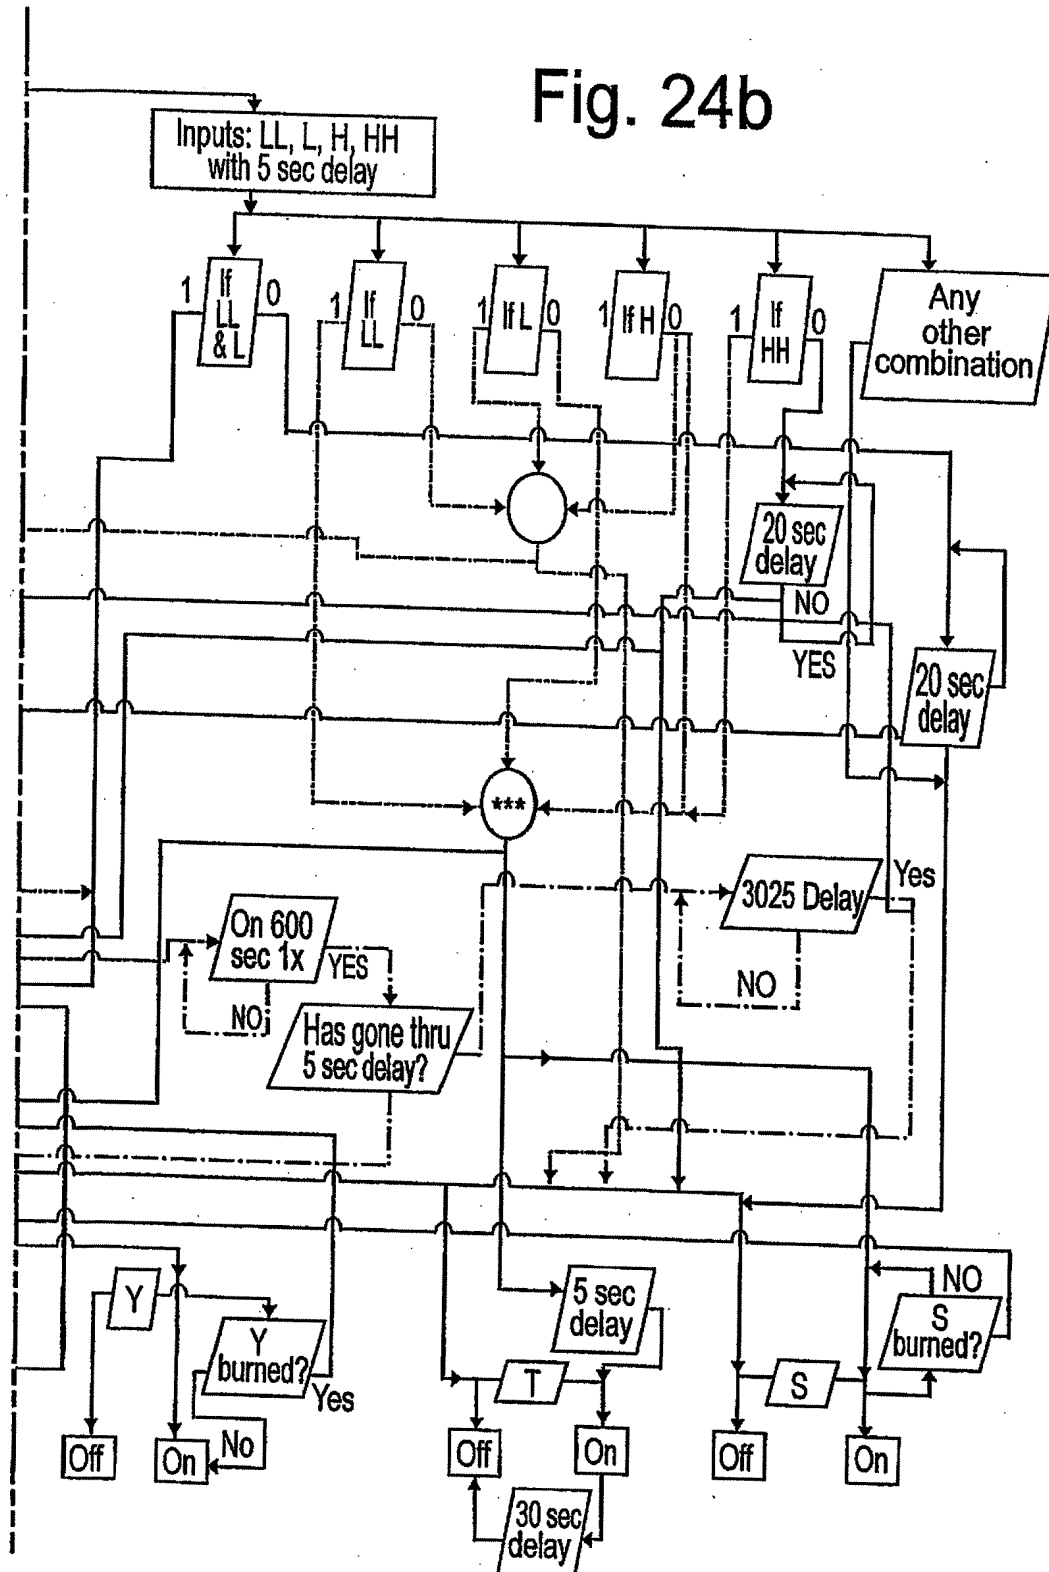 Fig. 24b
Inputs: LL, L, H, HH
with 5 sec delay
1
If
LL
& L
0
1
If
LL
0
1
If L
0
1
If H
0
1
If
HH
0
Any
other
combination
20 sec
delay
NO
YES
20 sec
delay
***
On 600
sec 1x
YES
NO
Has gone thru
5 sec delay?
3025 Delay
Yes
NO
Y
Y
burned?
Yes
No
Off
On
5 sec
delay
T
Off
On
30 sec
delay
S
NO
S
burned?
Off
On